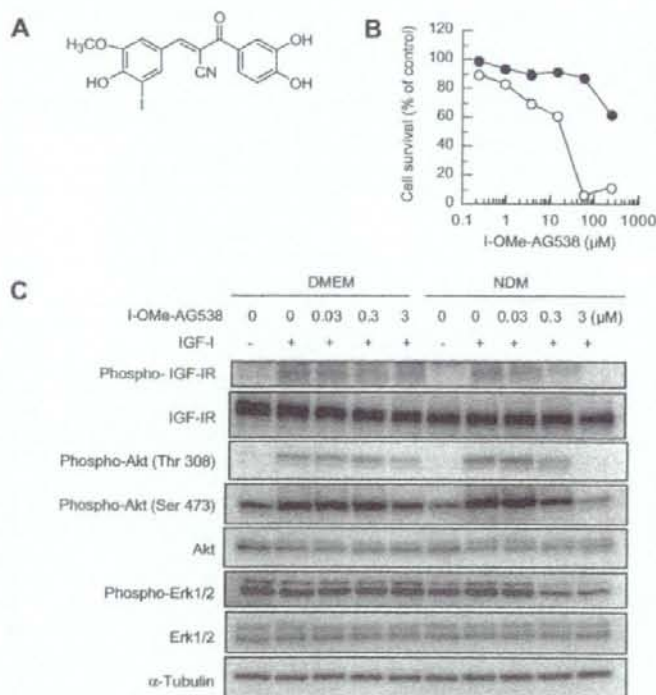 A
CH₃O
HO
I
O
CN
OH
OH
B
Cell survival (% of control)
120
100
80
60
40
20
0
0.1 1 10 100 1000
I-OMe-AG538 (µM)
C
DMEM NDM
I-OMe-AG538 0 0 0.03 0.3 3 0 0 0.03 0.3 3 (µM)
IGF-I - + + + + - + + + +
Phospho- IGF-IR
IGF-IR
Phospho-Akt (Thr 308)
Phospho-Akt (Ser 473)
Akt
Phospho-Erk1/2
Erk1/2
α-Tubulin